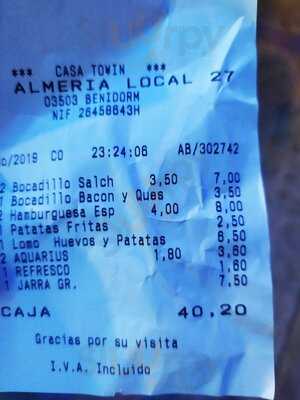 *** CASA TOWIN ***
ALMERIA LOCAL 27
03503 BENIDORM
NIF 26458643H
/2019 CO 23:24:06 AB/302742
2 Bocadillo Salch 3,50 7,00
1 Bocadillo Bacon y Ques 3,50
2 Hamburguesa Esp 4,00 8,00
1 Patatas Fritas 2,50
1 Lomo Huevos y Patatas 6,50
2 AQUARIUS 1,80 3,60
1 REFRESCO 1,60
1 JARRA GR. 7,50
CAJA 40,20
Gracias por su visita
I.V.A. Incluido